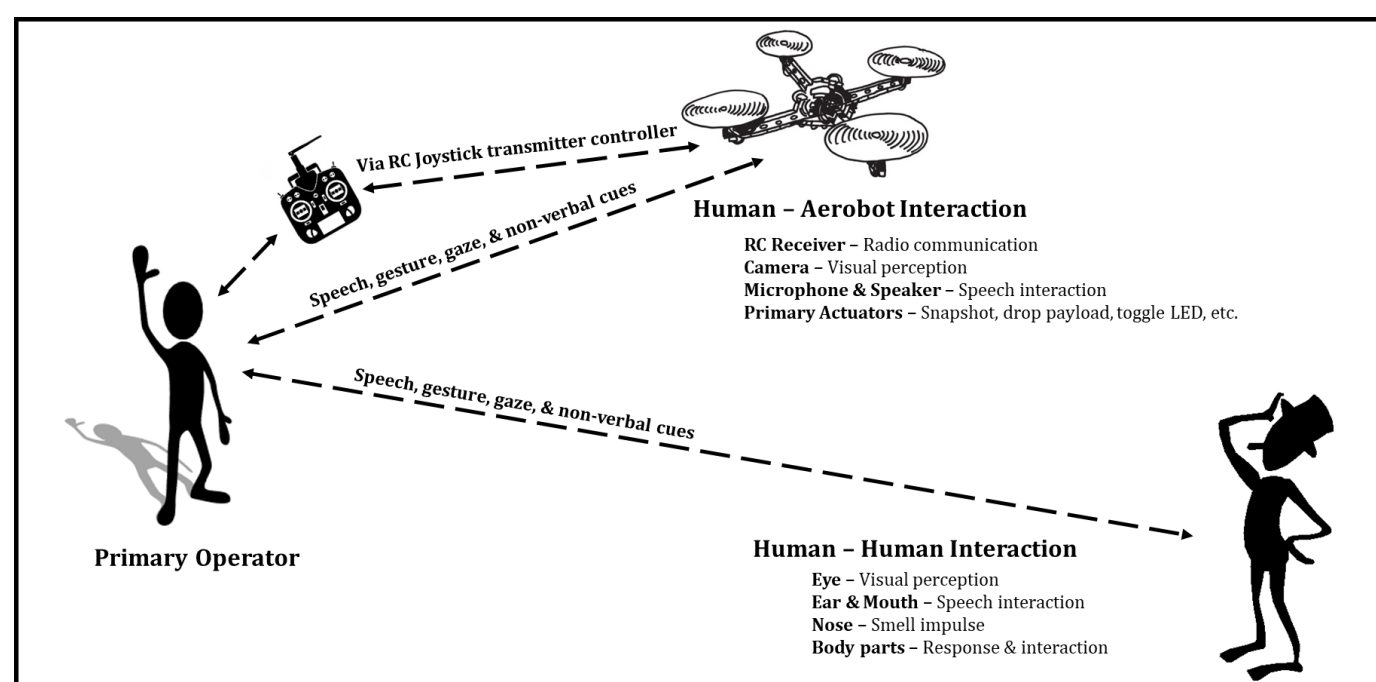 Via RC Joystick transmitter controller
Speech, gesture, gaze, & non-verbal cues
Human – Aerobot Interaction
RC Receiver – Radio communication
Camera – Visual perception
Microphone & Speaker – Speech interaction
Primary Actuators – Snapshot, drop payload, toggle LED, etc.
Speech, gesture, gaze, & non-verbal cues
Primary Operator
Human – Human Interaction
Eye – Visual perception
Ear & Mouth – Speech interaction
Nose – Smell impulse
Body parts – Response & interaction